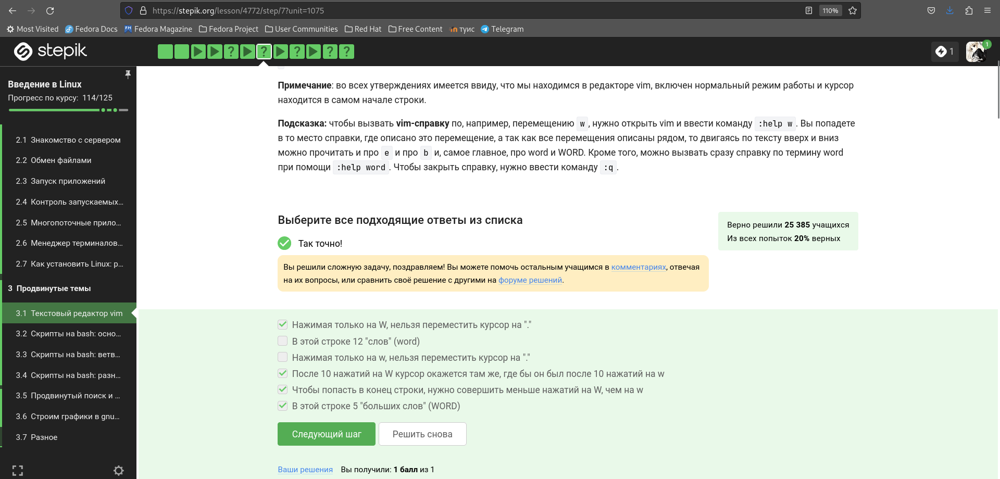 https://stepik.org/lesson/4772/step/7?unit=1075
110%
Most Visited
Fedora Docs
Fedora Magazine
Fedora Project
User Communities
Red Hat
Free Content
туис
Telegram
stepik
? ? ? ? ?
1
1
Введение в Linux
Прогресс по курсу: 114/125
2.1 Знакомство с сервером
2.2 Обмен файлами
2.3 Запуск приложений
2.4 Контроль запускаемых...
2.5 Многопоточные прило...
2.6 Менеджер терминалов...
2.7 Как установить Linux: р...
3 Продвинутые темы
3.1 Текстовый редактор vim
3.2 Скрипты на bash: осно...
3.3 Скрипты на bash: ветв...
3.4 Скрипты на bash: разн...
3.5 Продвинутый поиск и ...
3.6 Строим графики в gnu...
3.7 Разное
Примечание: во всех утверждениях имеется ввиду, что мы находимся в редакторе vim, включен нормальный режим работы и курсор
находится в самом начале строки.
Подсказка: чтобы вызвать vim-справку по, например, перемещению w, нужно открыть vim и ввести команду :help w. Вы попадете
в то место справки, где описано это перемещение, а так как все перемещения описаны рядом, то двигаясь по тексту вверх и вниз
можно прочитать и про e и про b и, самое главное, про word и WORD. Кроме того, можно вызвать сразу справку по термину word
при помощи :help word. Чтобы закрыть справку, нужно ввести команду :q.
Выберите все подходящие ответы из списка
Верно решили 25 385 учащихся
Из всех попыток 20% верных
Так точно!
Вы решили сложную задачу, поздравляем! Вы можете помочь остальным учащимся в комментариях, отвечая
на их вопросы, или сравнить своё решение с другими на форуме решений.
Нажимая только на W, нельзя переместить курсор на "."
В этой строке 12 "слов" (word)
Нажимая только на w, нельзя переместить курсор на "."
После 10 нажатий на W курсор окажется там же, где бы он был после 10 нажатий на w
Чтобы попасть в конец строки, нужно совершить меньше нажатий на W, чем на w
В этой строке 5 "больших слов" (WORD)
Следующий шаг
Решить снова
Ваши решения
Вы получили: 1 балл из 1